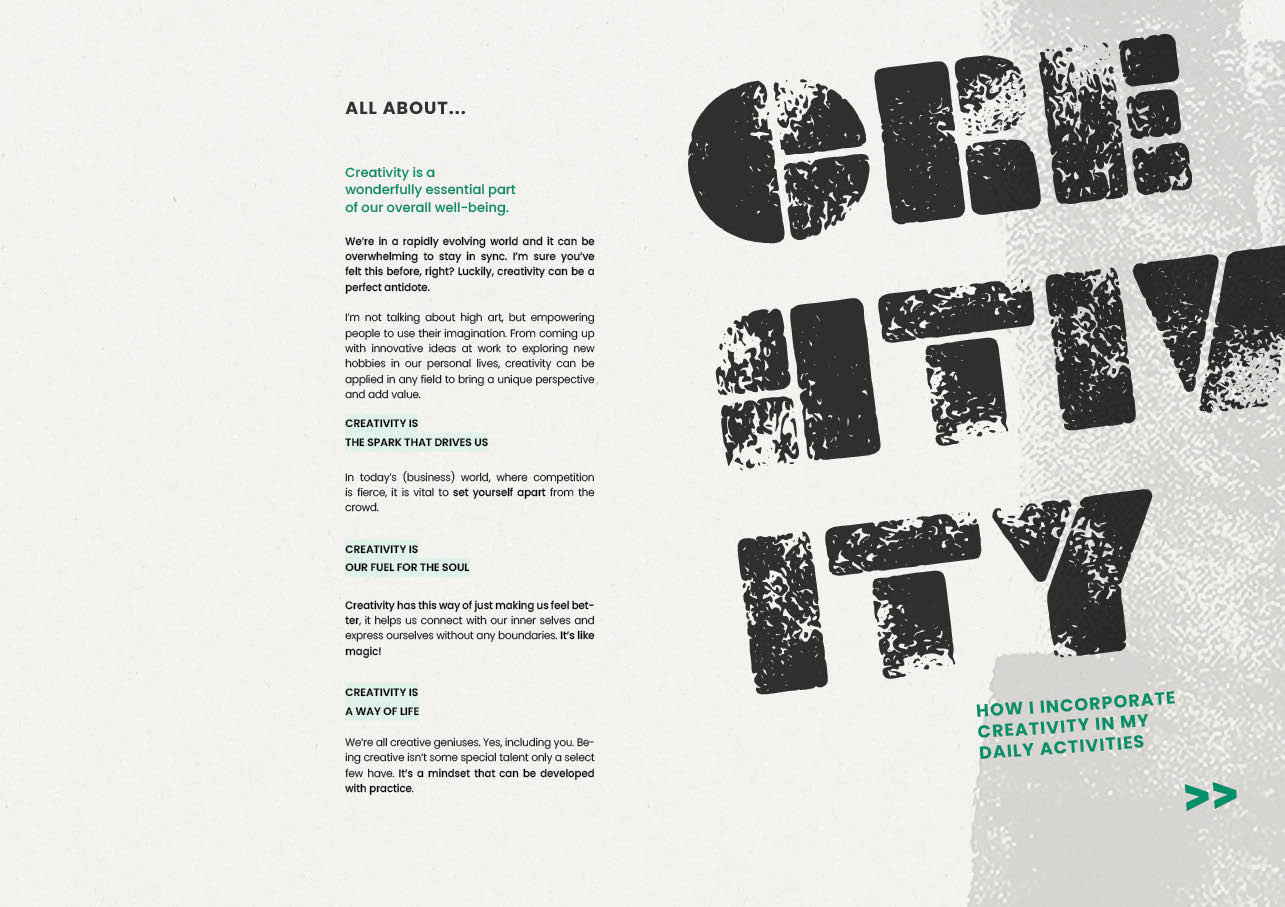 ALL ABOUT...
Creativity is a
wonderfully essential part
of our overall well-being.
We're in a rapidly evolving world and it can be
overwhelming to stay in sync. I'm sure you've
felt this before, right? Luckily, creativity can be a
perfect antidote.
I'm not talking about high art, but empowering
people to use their imagination. From coming up
with innovative ideas at work to exploring new
hobbies in our personal lives, creativity can be
applied in any field to bring a unique perspective
and add value.
CREATIVITY IS
THE SPARK THAT DRIVES US
In today's (business) world, where competition
is fierce, it is vital to set yourself apart from the
crowd.
CREATIVITY IS
OUR FUEL FOR THE SOUL
Creativity has this way of just making us feel bet-
ter, it helps us connect with our inner selves and
express ourselves without any boundaries. It's like
magic!
CREATIVITY IS
A WAY OF LIFE
We're all creative geniuses. Yes, including you. Be-
ing creative isn't some special talent only a select
few have. It's a mindset that can be developed
with practice.
CRE
ATIV
ITY
HOW I INCORPORATE
CREATIVITY IN MY
DAILY ACTIVITIES
>>